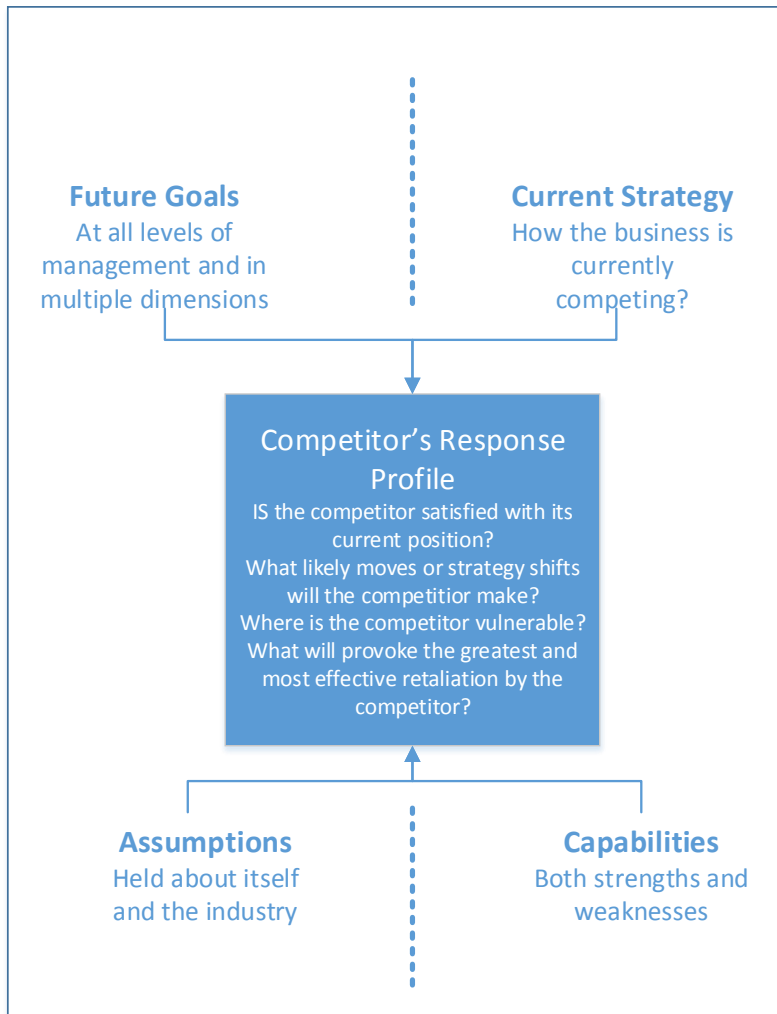 Future Goals
At all levels of
management and in
multiple dimensions
Current Strategy
How the business is
currently
competing?
Competitor’s Response
Profile
IS the competitor satisfied with its
current position?
What likely moves or strategy shifts
will the competitior make?
Where is the competitor vulnerable?
What will provoke the greatest and
most effective retaliation by the
competitor?
Assumptions
Held about itself
and the industry
Capabilities
Both strengths and
weaknesses